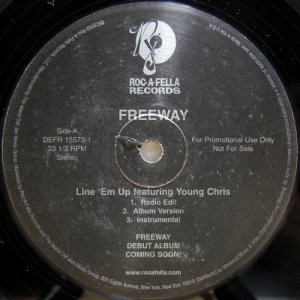 ROC-A-FELLA
RECORDS
FREEWAY
Side A
DEFR 15573-1
33 1/3 RPM
Stereo
For Promotional Use Only
Not For Sale
Line 'Em Up featuring Young Chris
1. Radio Edit
2. Album Version
3. Instrumental
FREEWAY
DEBUT ALBUM
COMING SOON!
www.rocafella.com